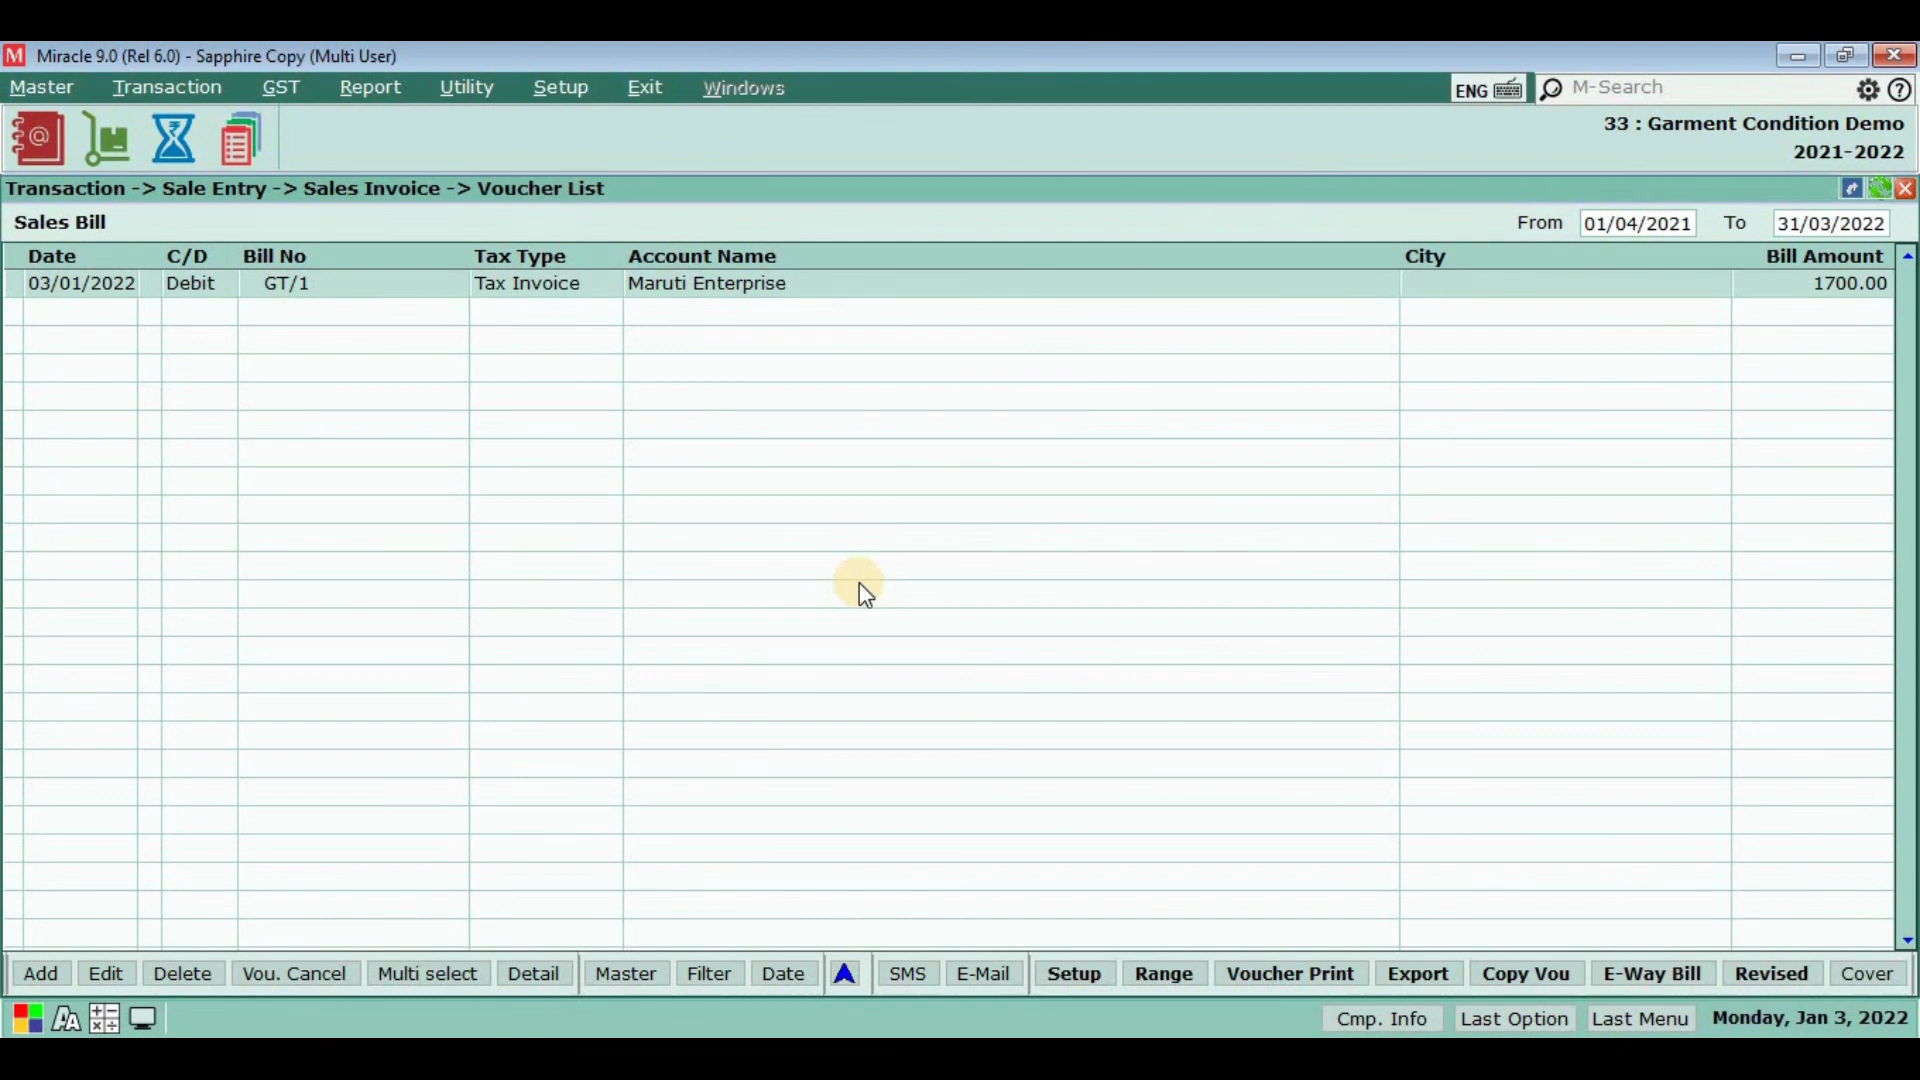 Miracle 9.0 (Rel 6.0) - Sapphire Copy (Multi User)
Master Transaction GST Report Utility Setup Exit Windows ENG M-Search
33 : Garment Condition Demo
2021-2022
Transaction -> Sale Entry -> Sales Invoice -> Voucher List
Sales Bill From 01/04/2021 To 31/03/2022
Date C/D Bill No Tax Type Account Name City Bill Amount
03/01/2022 Debit GT/1 Tax Invoice Maruti Enterprise 1700.00
Add Edit Delete Vou. Cancel Multi select Detail Master Filter Date SMS E-Mail Setup Range Voucher Print Export Copy Vou E-Way Bill Revised Cover
Cmp. Info Last Option Last Menu Monday, Jan 3, 2022